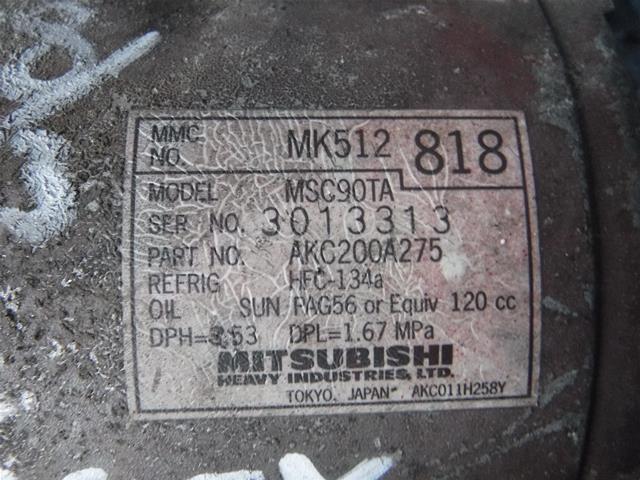 MMC NO. MK512 818
MODEL MSC90TA
SER NO. 3013313
PART NO. AKC200A275
REFRIG HFC-134a
OIL SUN PAG56 or Equiv 120 cc
DPH=3.53 DPL=1.67 MPa
MITSUBISHI
HEAVY INDUSTRIES, LTD.
TOKYO, JAPAN AKC011H258Y